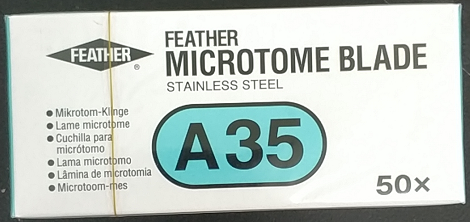 FEATHER
®
FEATHER
MICROTOME BLADE
STAINLESS STEEL
● Mikrotom-Klinge
● Lame microtome
● Cuchilla para
micrótomo
● Lama microtomo
● Lâmina de microtomia
● Microtoom-mes
A35
50×